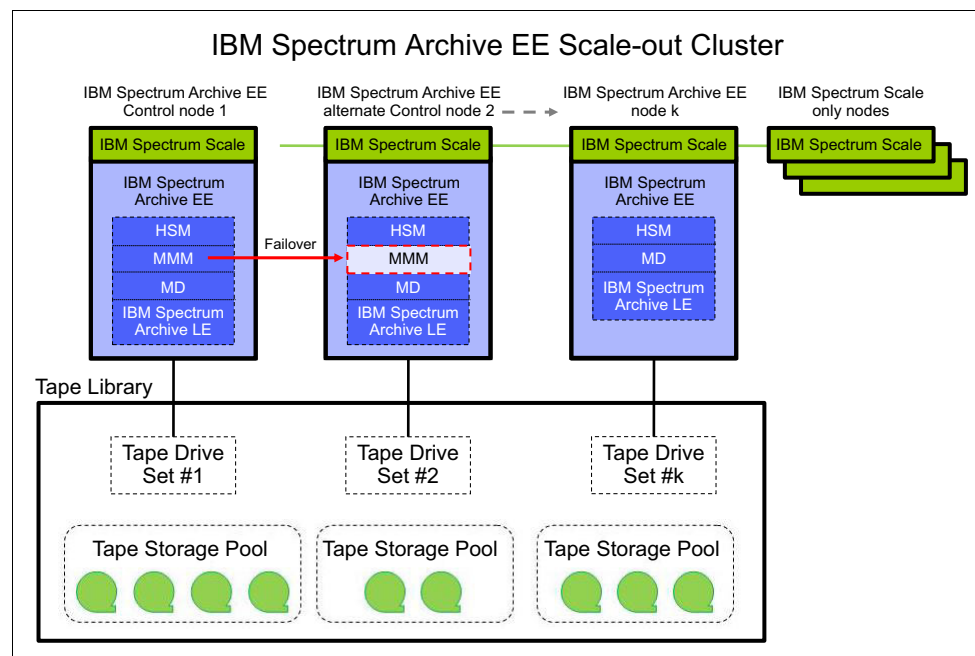 IBM Spectrum Archive EE Scale-out Cluster
IBM Spectrum Archive EE
Control node 1
IBM Spectrum Archive EE
alternate Control node 2
IBM Spectrum Archive EE
node k
IBM Spectrum Scale
only nodes
IBM Spectrum Scale
IBM Spectrum Scale
IBM Spectrum Scale
IBM Spectrum Scale
IBM Spectrum
Archive EE
HSM
MMM
MD
IBM Spectrum
Archive LE
Failover
IBM Spectrum
Archive EE
HSM
MMM
MD
IBM Spectrum
Archive LE
IBM Spectrum
Archive EE
HSM
MD
IBM Spectrum
Archive LE
Tape Library
Tape Drive
Set #1
Tape Drive
Set #2
Tape Drive
Set #k
Tape Storage Pool
Tape Storage Pool
Tape Storage Pool